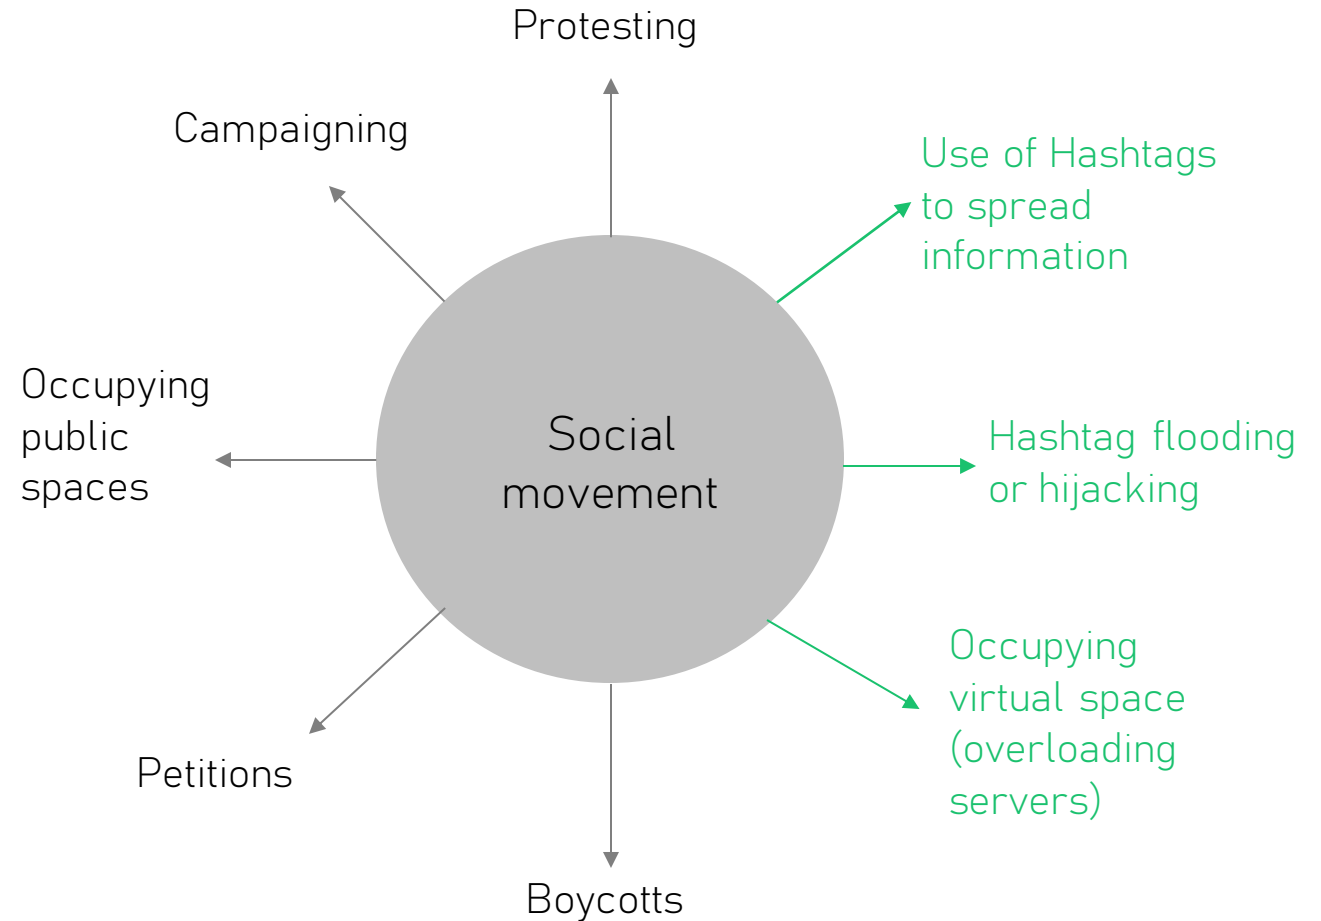 Protesting
Campaigning
Use of Hashtags
to spread
information
Occupying
public
spaces
Social
movement
Hashtag flooding
or hijacking
Occupying
virtual space
(overloading
servers)
Petitions
Boycotts